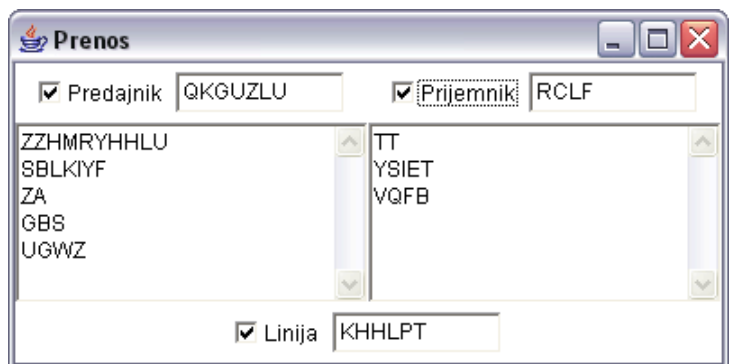 Prenos
Predajnik QKGUZLU Prijemnik RCLF
ZZHMRYHHLU
SBLKIYF
ZA
GBS
UGWZ
TT
YSIET
VQFB
Linija KHHLPT